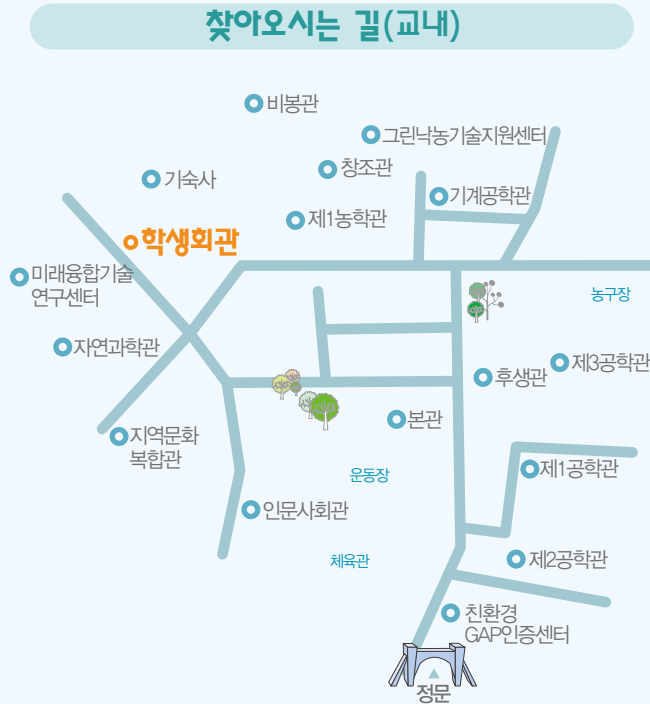 찾아오시는 길(교내)
비봉관
그린낙농기술지원센터
창조관
기숙사
기계공학관
제1농학관
학생회관
미래융합기술
연구센터
농구장
자연과학관
제3공학관
후생관
본관
지역문화
복합관
제1공학관
운동장
인문사회관
체육관
제2공학관
친환경
GAP인증센터
정문